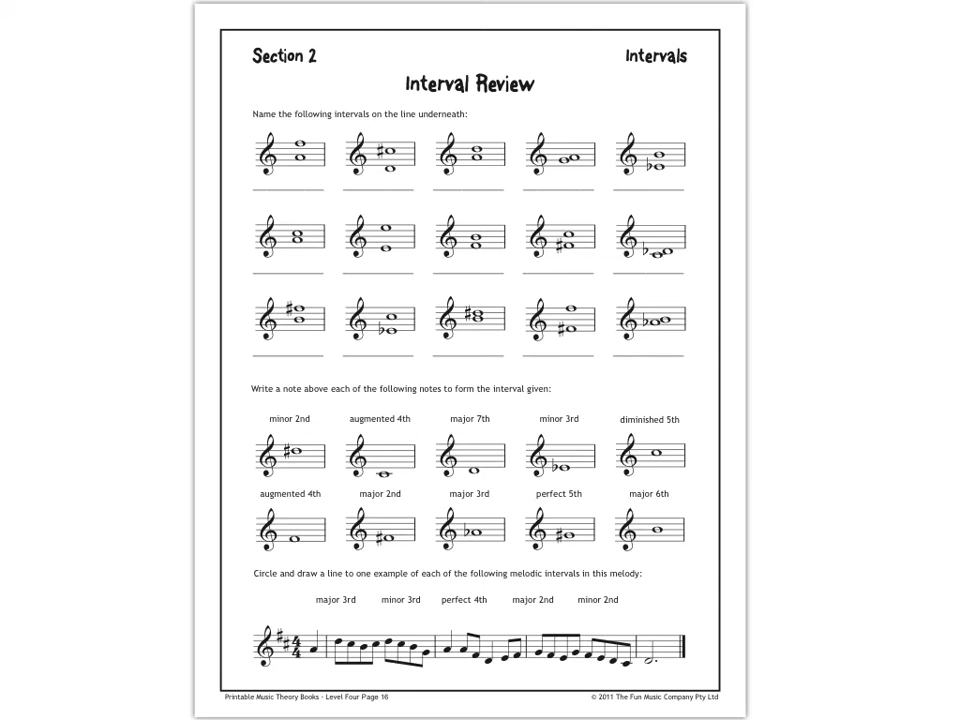 Section 2
Intervals
Interval Review
Name the following intervals on the line underneath:
Write a note above each of the following notes to form the interval given:
minor 2nd augmented 4th major 7th minor 3rd diminished 5th
augmented 4th major 2nd major 3rd perfect 5th major 6th
Circle and draw a line to one example of each of the following melodic intervals in this melody:
major 3rd minor 3rd perfect 4th major 2nd minor 2nd
4
4
Printable Music Theory Books - Level Four Page 16
© 2011 The Fun Music Company Pty Ltd